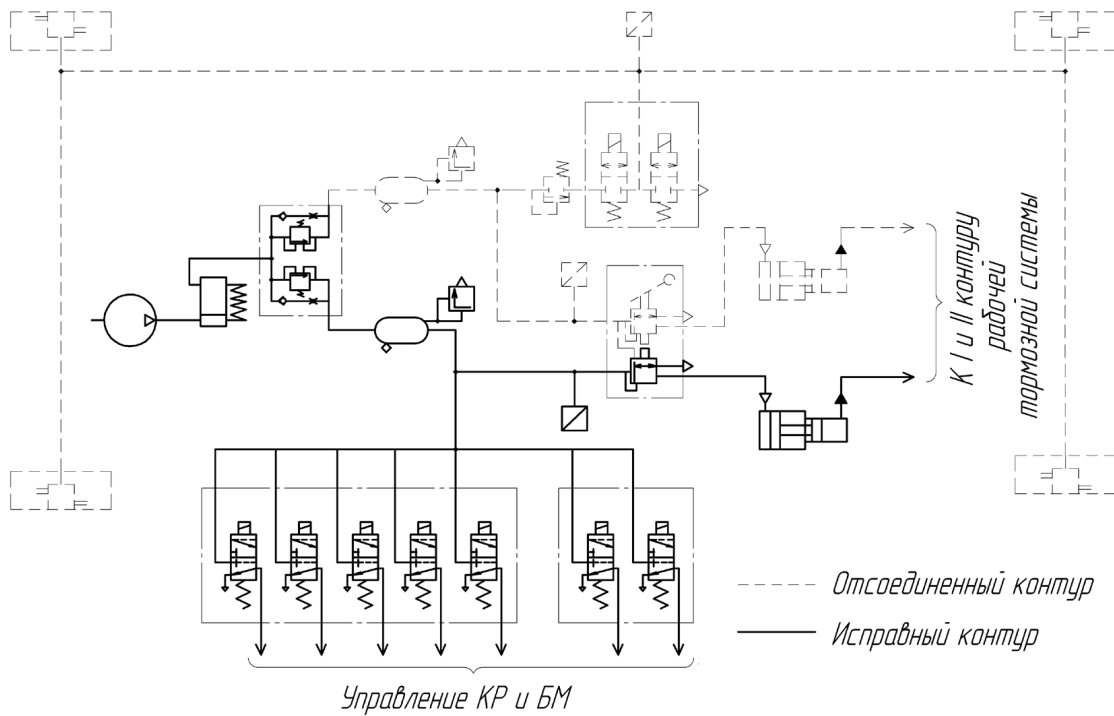 К I и II контуру
рабочей
тормозной системы
Отсоединенный контур
Исправный контур
Управление КР и БМ